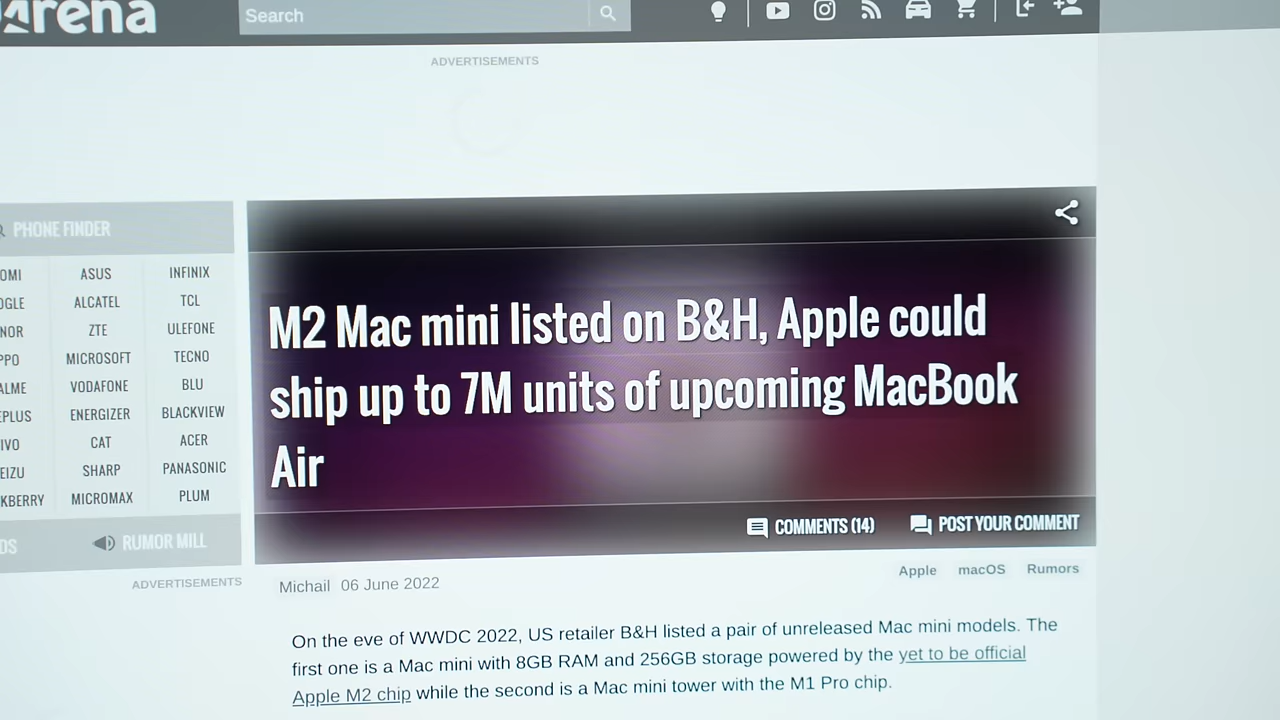 arena
Search
ADVERTISEMENTS
PHONE FINDER
ASUS INFINIX
ALCATEL TCL
ZTE ULEFONE
MICROSOFT TECNO
VODAFONE BLU
ENERGIZER BLACKVIEW
CAT ACER
SHARP PANASONIC
MICROMAX PLUM
RUMOR MILL
ADVERTISEMENTS
M2 Mac mini listed on B&H, Apple could
ship up to 7M units of upcoming MacBook
Air
COMMENTS (14) POST YOUR COMMENT
Michail 06 June 2022
Apple macOS Rumors
On the eve of WWDC 2022, US retailer B&H listed a pair of unreleased Mac mini models. The
first one is a Mac mini with 8GB RAM and 256GB storage powered by the yet to be official
Apple M2 chip while the second is a Mac mini tower with the M1 Pro chip.